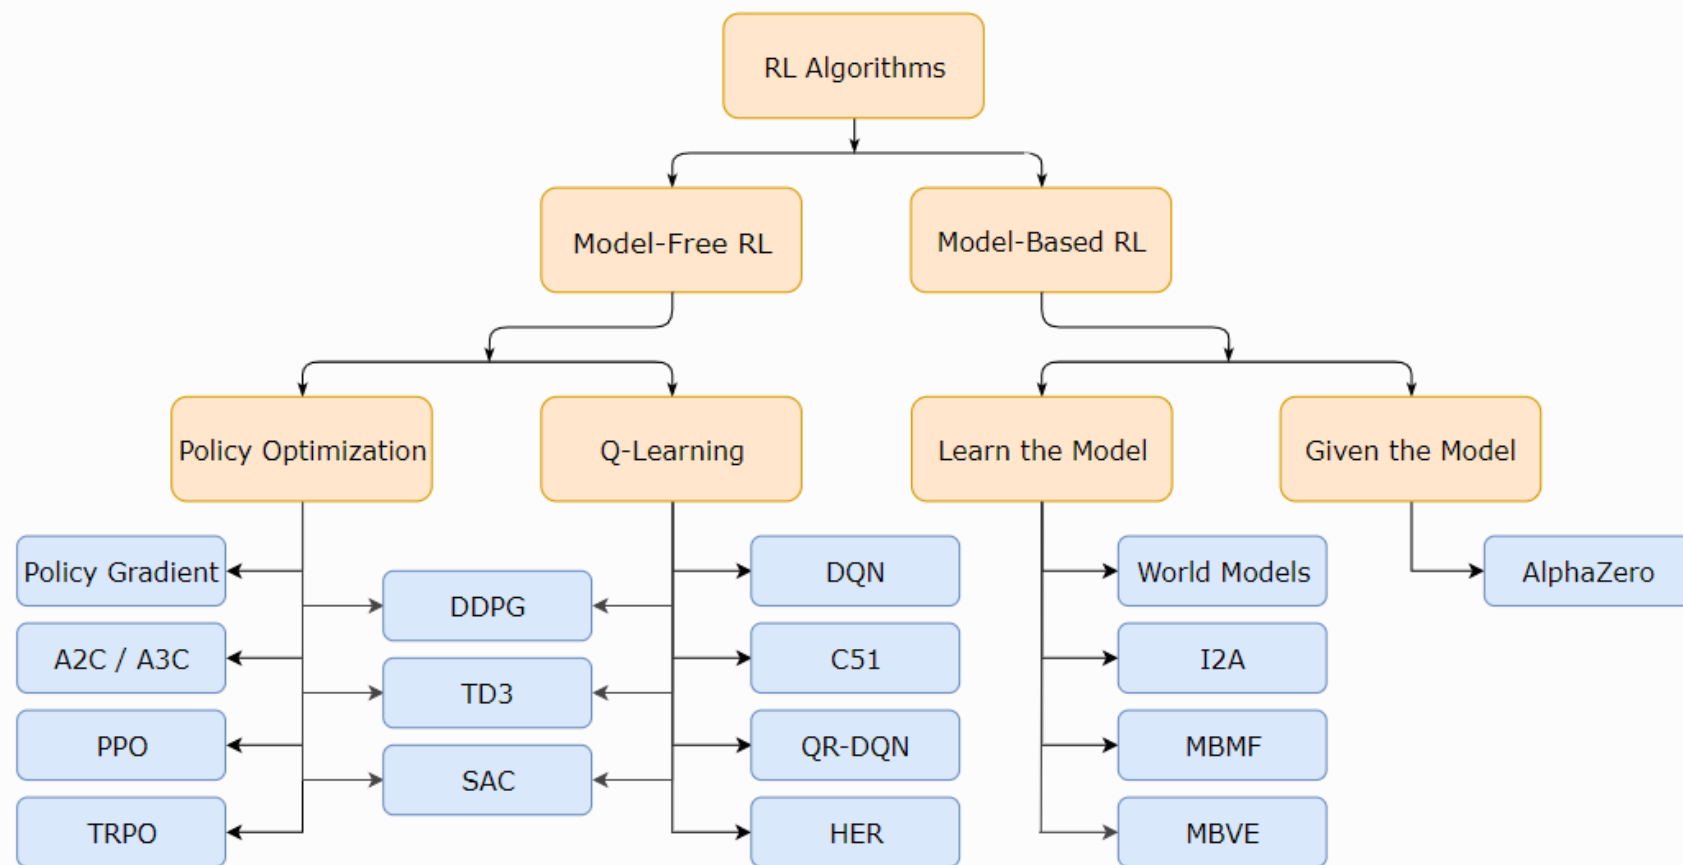 RL Algorithms
Model-Free RL
Model-Based RL
Policy Optimization
Q-Learning
Learn the Model
Given the Model
Policy Gradient
DQN
World Models
AlphaZero
DDPG
A2C / A3C
C51
I2A
TD3
PPO
QR-DQN
MBMF
SAC
TRPO
HER
MBVE